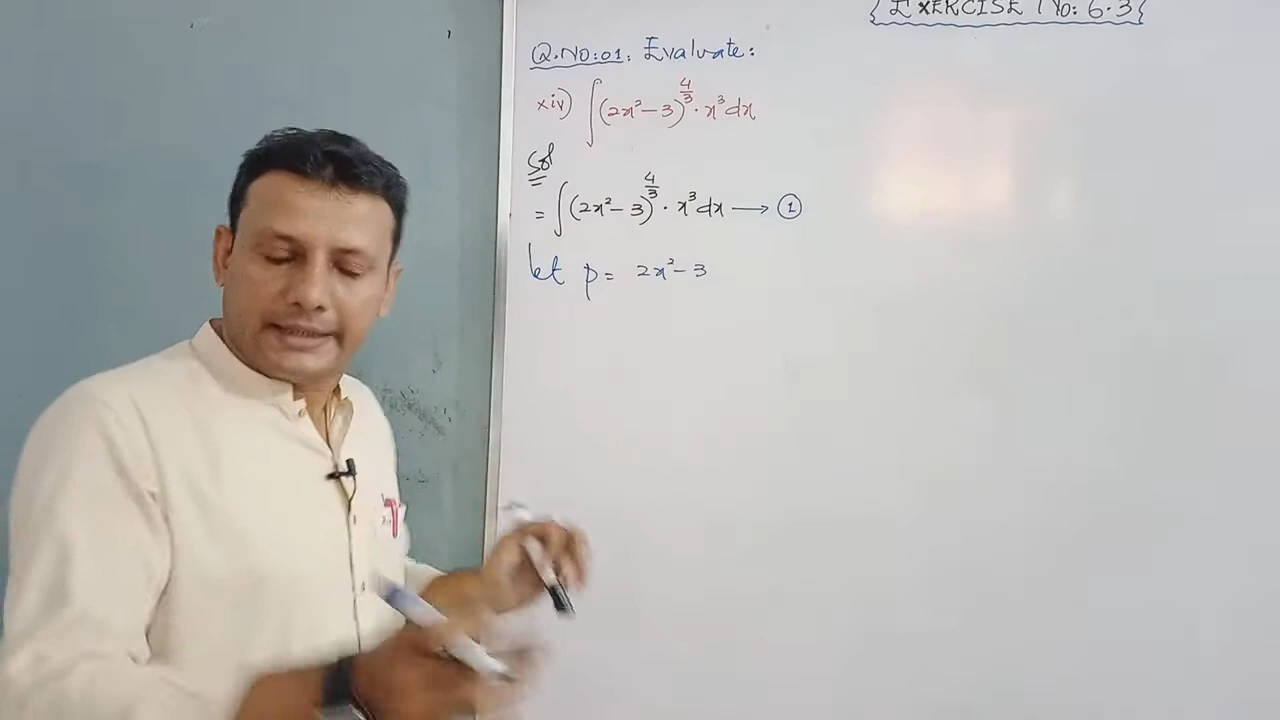 EXERCISE No: 6.3
Q.NO:01. Evaluate:
xiv) ∫(2x²-3)^(4/3) · x³dx
Sol
= ∫(2x²-3)^(4/3) · x³dx → ①
let p = 2x²-3